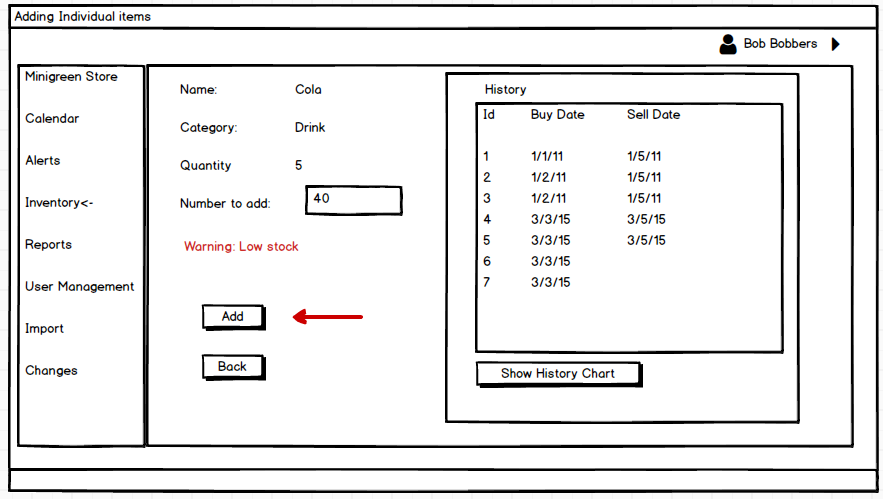 Adding Individual items
Bob Bobbers
Minigreen Store
Calendar
Alerts
Inventory<-
Reports
User Management
Import
Changes
Name: Cola
Category: Drink
Quantity 5
Number to add: 40
Warning: Low stock
Add
Back
History
Id Buy Date Sell Date
1 1/1/11 1/5/11
2 1/2/11 1/5/11
3 1/2/11 1/5/11
4 3/3/15 3/5/15
5 3/3/15 3/5/15
6 3/3/15
7 3/3/15
Show History Chart